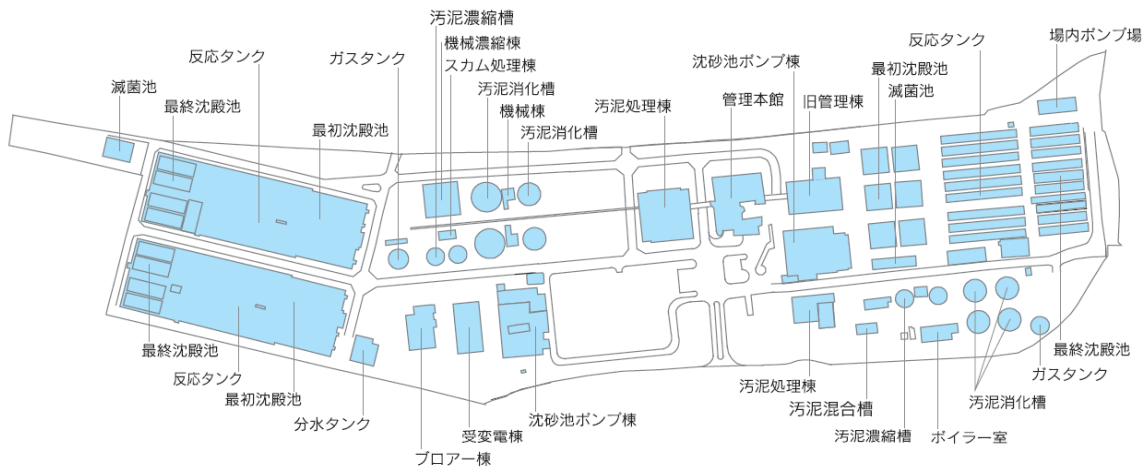 汚泥濃縮槽
場内ポンプ場
反応タンク
機械濃縮棟
反応タンク
ガスタンク
スカム処理棟
沈砂池ポンプ棟
最初沈殿池
滅菌池
汚泥消化槽
滅菌池
最終沈殿池
機械棟
汚泥処理棟
管理本館
旧管理棟
最初沈殿池
汚泥消化槽
最終沈殿池
最終沈殿池
反応タンク
ガスタンク
汚泥処理棟
最初沈殿池
汚泥消化槽
汚泥混合槽
分水タンク
沈砂池ポンプ棟
受変電棟
汚泥濃縮槽
ボイラー室
ブロアー棟